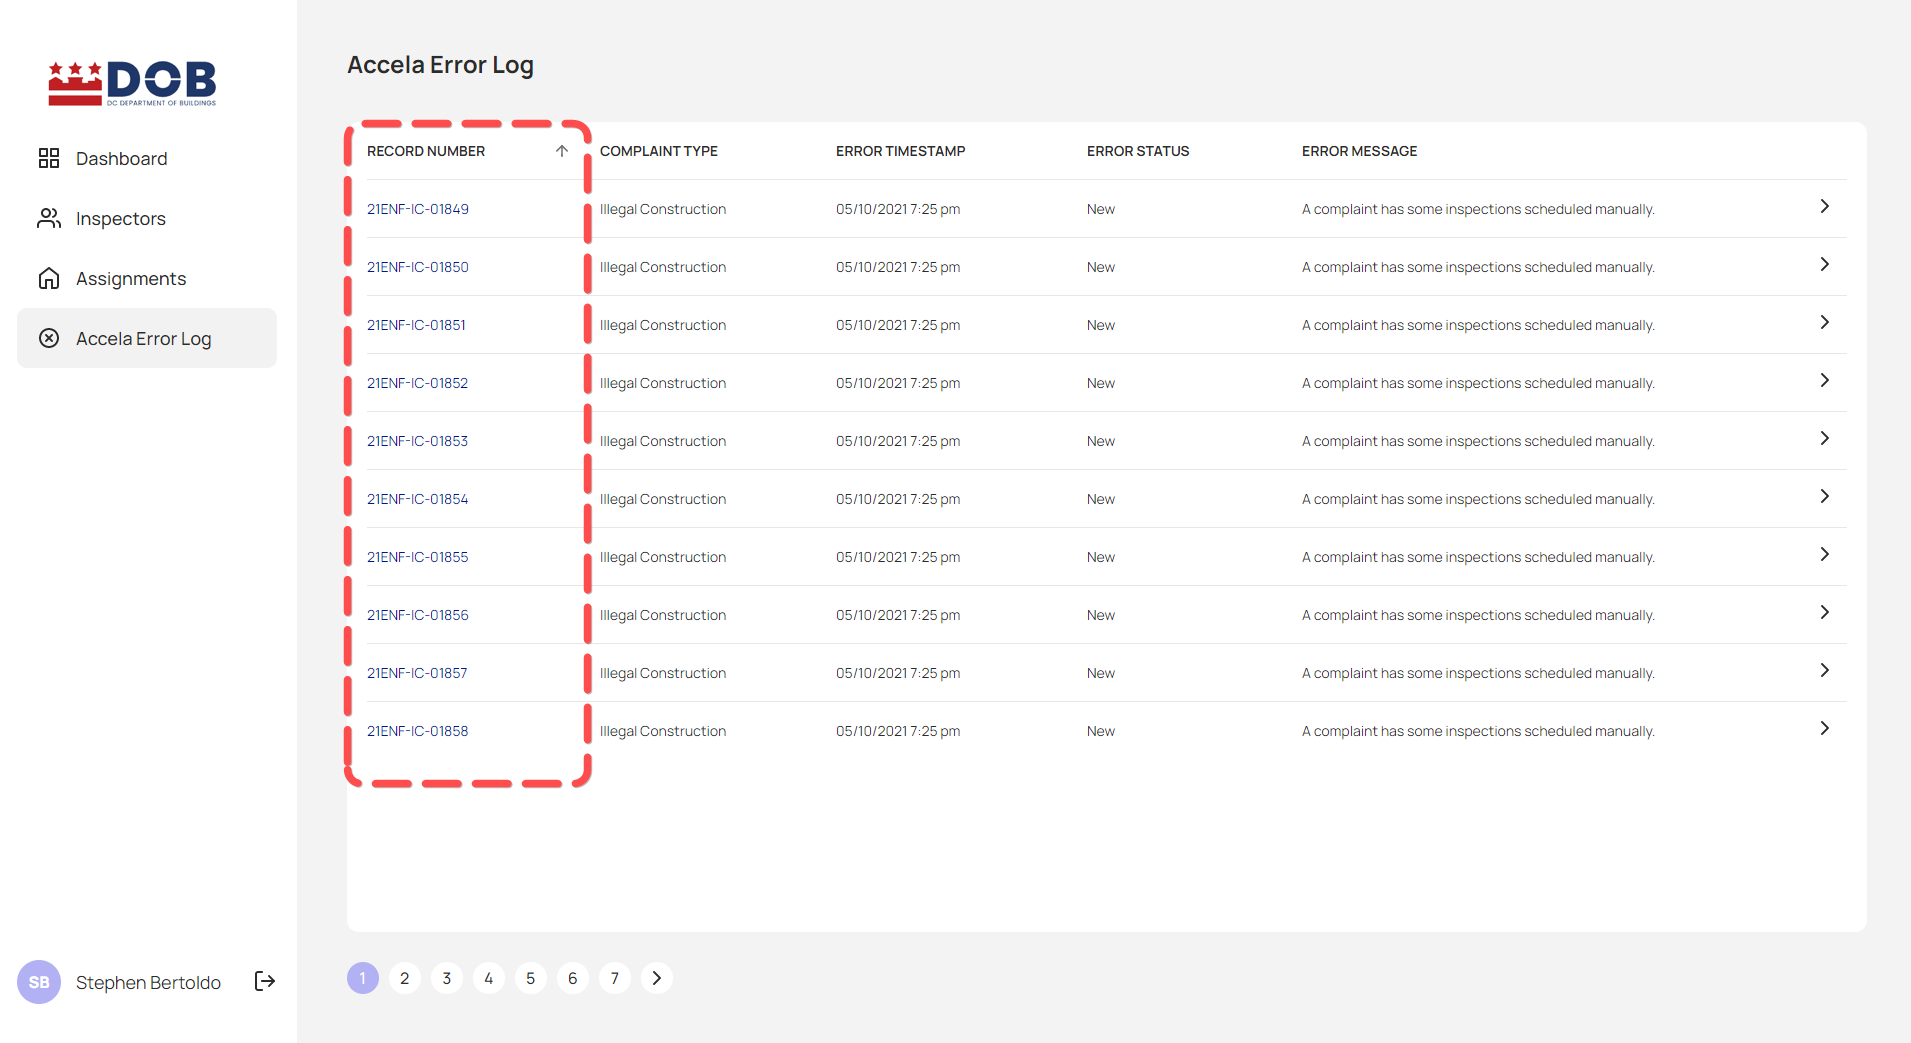 DOB
DC DEPARTMENT OF BUILDINGS
Dashboard
Inspectors
Assignments
Accela Error Log
SB Stephen Bertoldo
Accela Error Log
RECORD NUMBER COMPLAINT TYPE ERROR TIMESTAMP ERROR STATUS ERROR MESSAGE
21ENF-IC-01849 Illegal Construction 05/10/2021 7:25 pm New A complaint has some inspections scheduled manually.
21ENF-IC-01850 Illegal Construction 05/10/2021 7:25 pm New A complaint has some inspections scheduled manually.
21ENF-IC-01851 Illegal Construction 05/10/2021 7:25 pm New A complaint has some inspections scheduled manually.
21ENF-IC-01852 Illegal Construction 05/10/2021 7:25 pm New A complaint has some inspections scheduled manually.
21ENF-IC-01853 Illegal Construction 05/10/2021 7:25 pm New A complaint has some inspections scheduled manually.
21ENF-IC-01854 Illegal Construction 05/10/2021 7:25 pm New A complaint has some inspections scheduled manually.
21ENF-IC-01855 Illegal Construction 05/10/2021 7:25 pm New A complaint has some inspections scheduled manually.
21ENF-IC-01856 Illegal Construction 05/10/2021 7:25 pm New A complaint has some inspections scheduled manually.
21ENF-IC-01857 Illegal Construction 05/10/2021 7:25 pm New A complaint has some inspections scheduled manually.
21ENF-IC-01858 Illegal Construction 05/10/2021 7:25 pm New A complaint has some inspections scheduled manually.
1 2 3 4 5 6 7